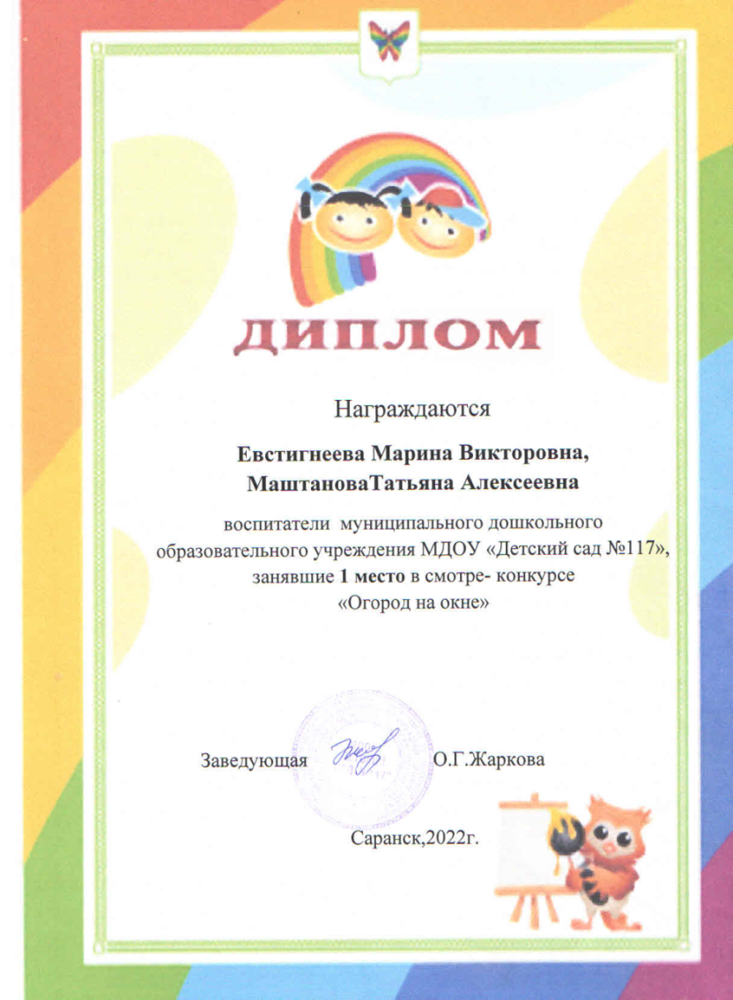 ДИПЛОМ
Награждаются
Евстигнеева Марина Викторовна,
МаштановаТатьяна Алексеевна
воспитатели муниципального дошкольного
образовательного учреждения МДОУ «Детский сад №117»,
занявшие 1 место в смотре- конкурсе
«Огород на окне»
Заведующая О.Г.Жаркова
Саранск,2022г.